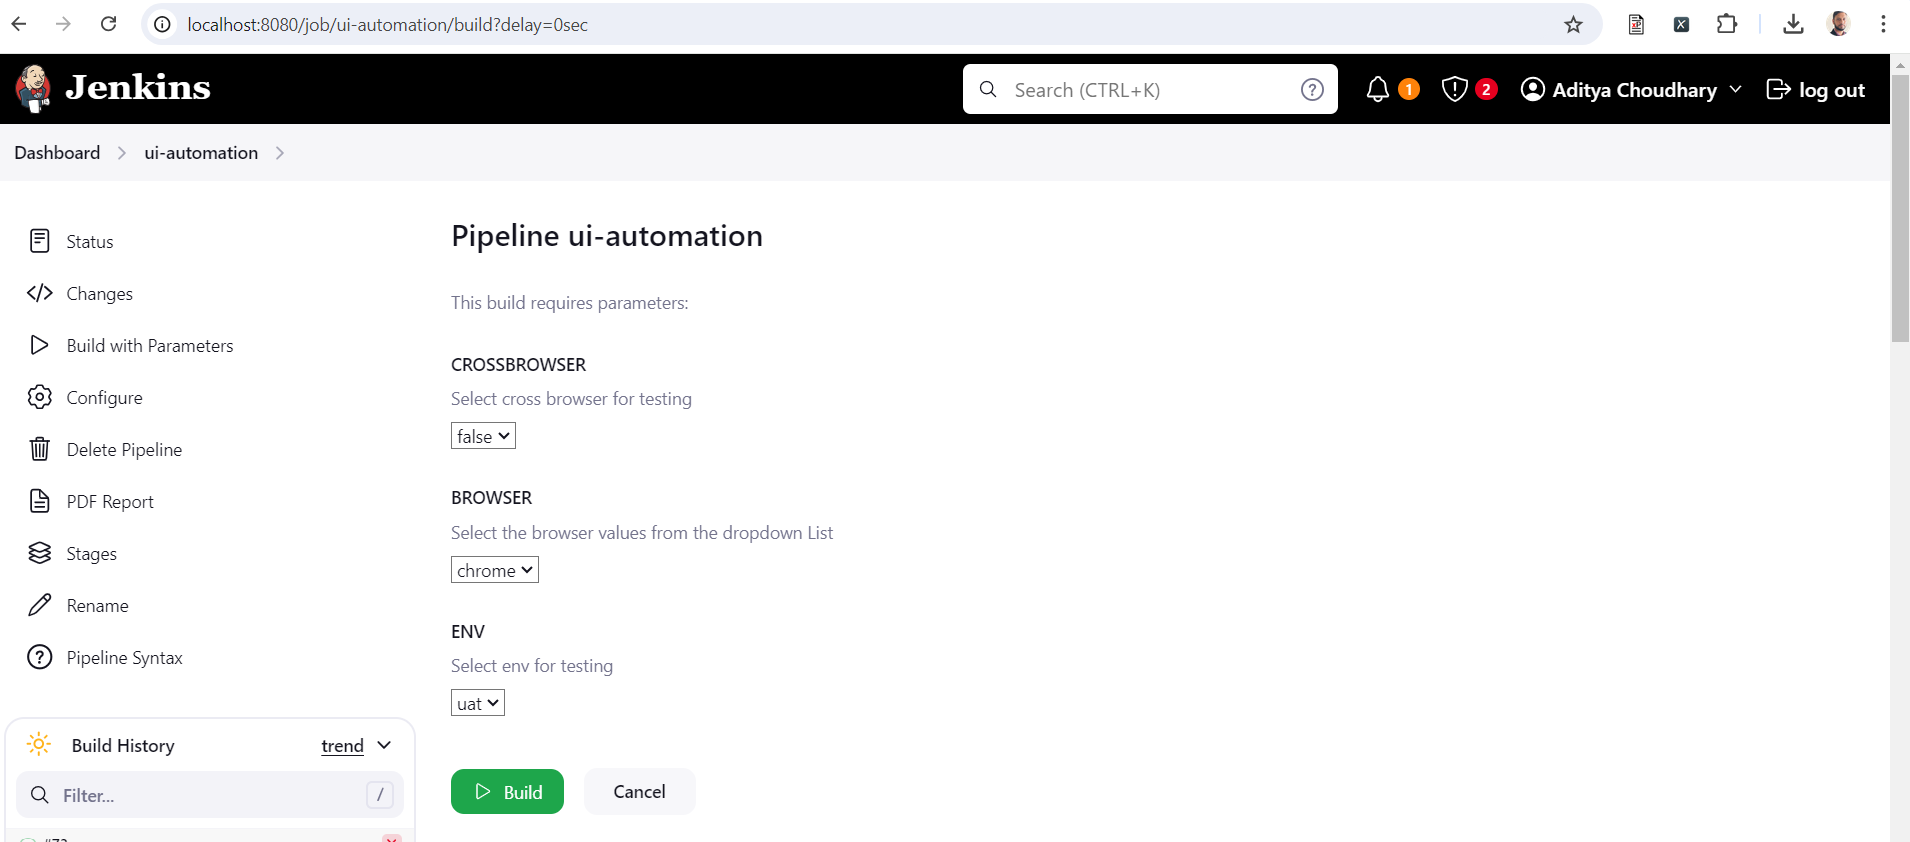 localhost:8080/job/ui-automation/build?delay=0sec
Jenkins
Search (CTRL+K)
1
2
Aditya Choudhary
log out
Dashboard
ui-automation
Status
Changes
Build with Parameters
Configure
Delete Pipeline
PDF Report
Stages
Rename
Pipeline Syntax
Build History
trend
Filter...
/
Pipeline ui-automation
This build requires parameters:
CROSSBROWSER
Select cross browser for testing
false
BROWSER
Select the browser values from the dropdown List
chrome
ENV
Select env for testing
uat
Build
Cancel